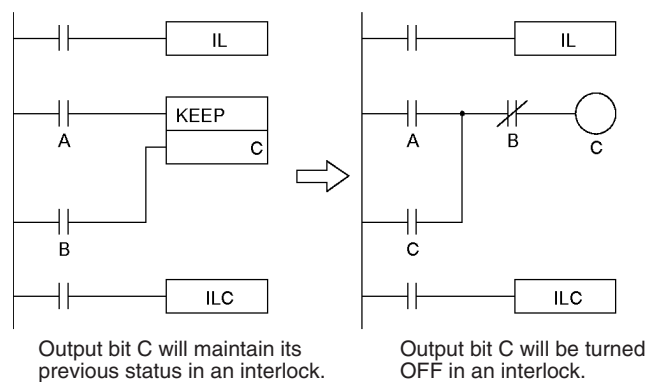 IL
A
KEEP
C
B
ILC
Output bit C will maintain its
previous status in an interlock.
IL
A
B
C
C
ILC
Output bit C will be turned
OFF in an interlock.